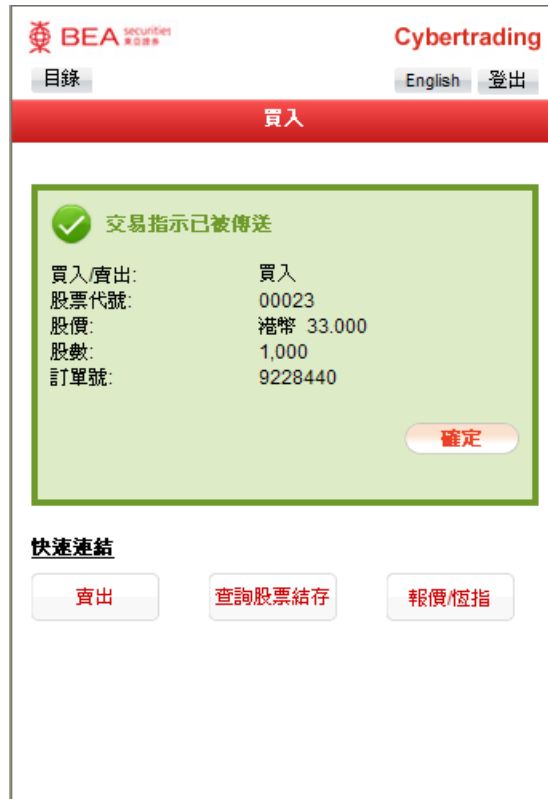 BEA securities Cybertrading
東亞證券
目錄 English 登出
買入
交易指示已被傳送
買入/賣出: 買入
股票代號: 00023
股價: 港幣 33.000
股數: 1,000
訂單號: 9228440
確定
快速連結
賣出 查詢股票結存 報價/恆指